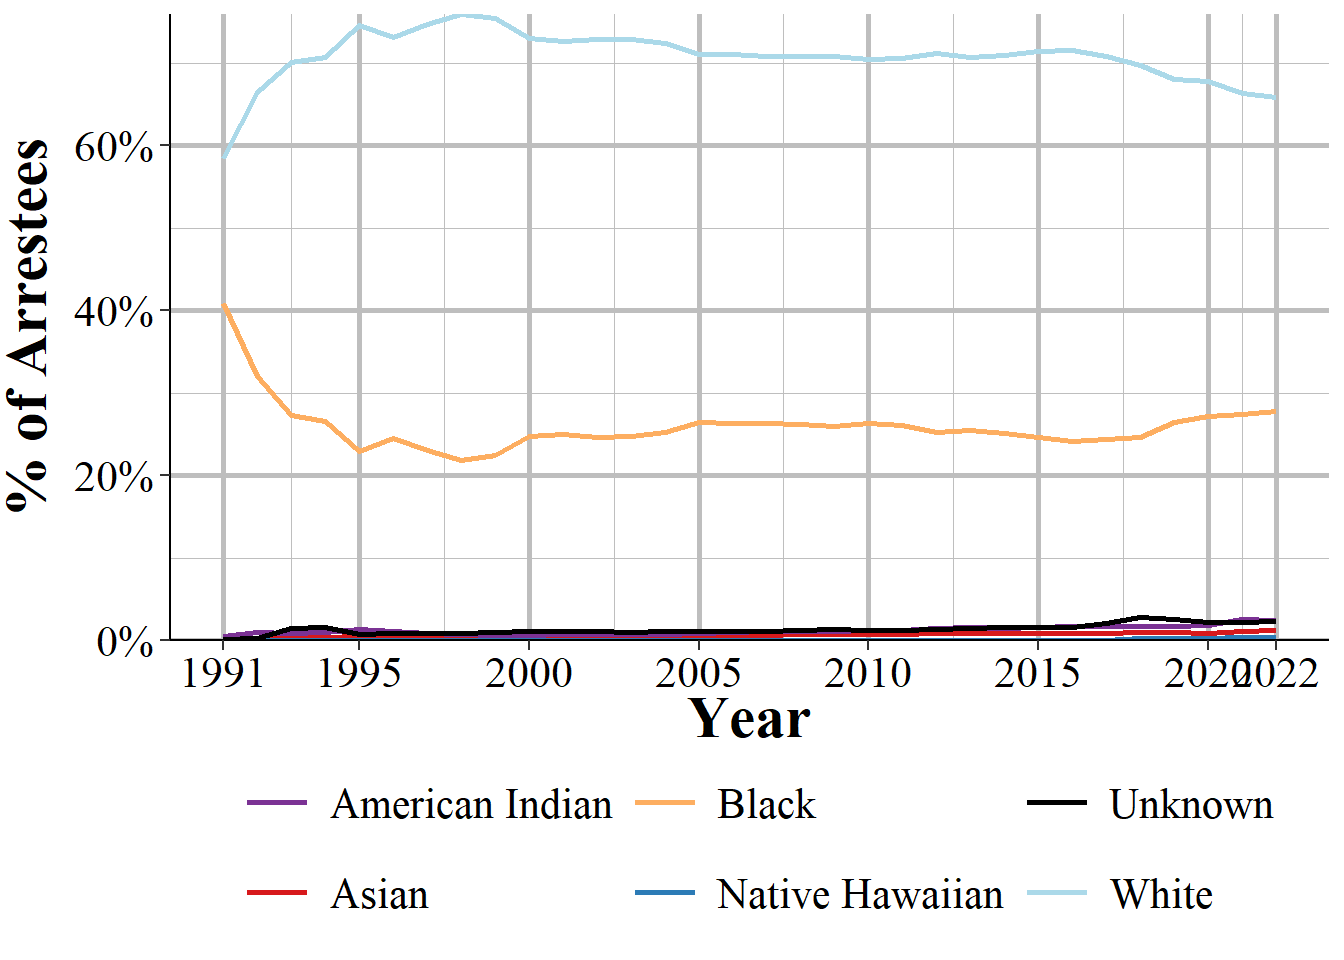 % of Arrestees
60%
40%
20%
0%
1991 1995 2000 2005 2010 2015 2020 2022
Year
American Indian Black Unknown
Asian Native Hawaiian White